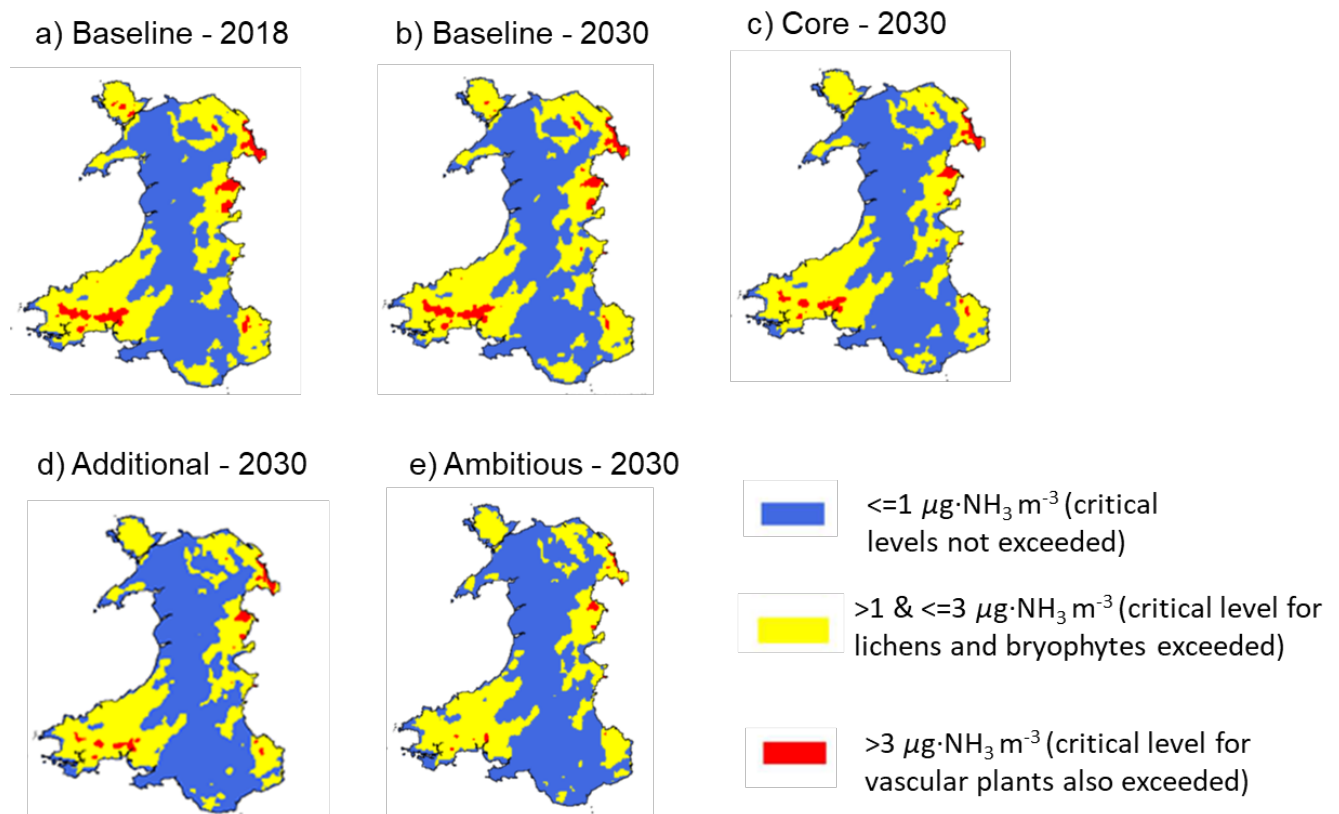 a) Baseline - 2018
b) Baseline - 2030
c) Core - 2030
d) Additional - 2030
e) Ambitious - 2030
<=1 μg·NH₃ m⁻³ (critical
levels not exceeded)
>1 & <=3 μg·NH₃ m⁻³ (critical level for
lichens and bryophytes exceeded)
>3 μg·NH₃ m⁻³ (critical level for
vascular plants also exceeded)